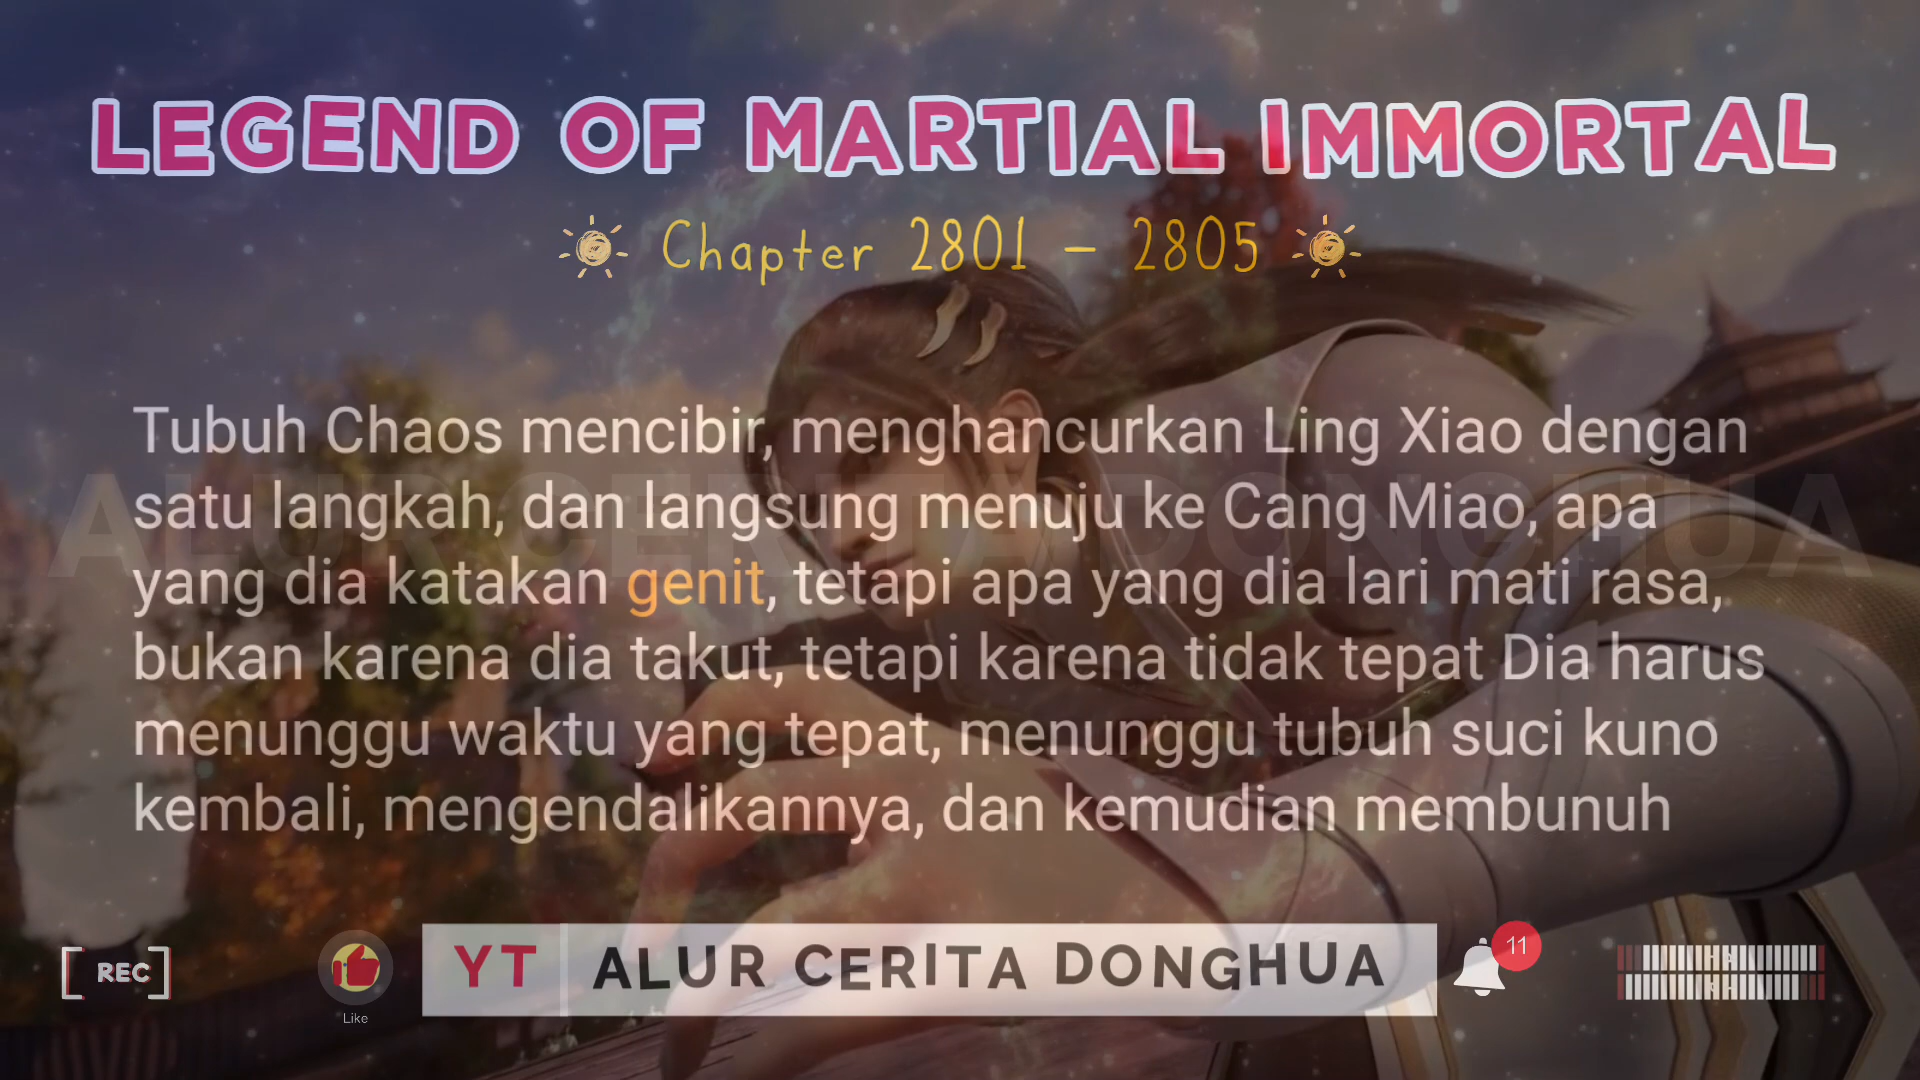 LEGEND OF MARTIAL IMMORTAL
Chapter 2801 - 2805
Tubuh Chaos mencibir, menghancurkan Ling Xiao dengan
satu langkah, dan langsung menuju ke Cang Miao, apa
yang dia katakan genit, tetapi apa yang dia lari mati rasa,
bukan karena dia takut, tetapi karena tidak tepat Dia harus
menunggu waktu yang tepat, menunggu tubuh suci kuno
kembali, mengendalikannya, dan kemudian membunuh
ALUR CERITA DONGHUA
REC
Like
YT ALUR CERITA DONGHUA
11